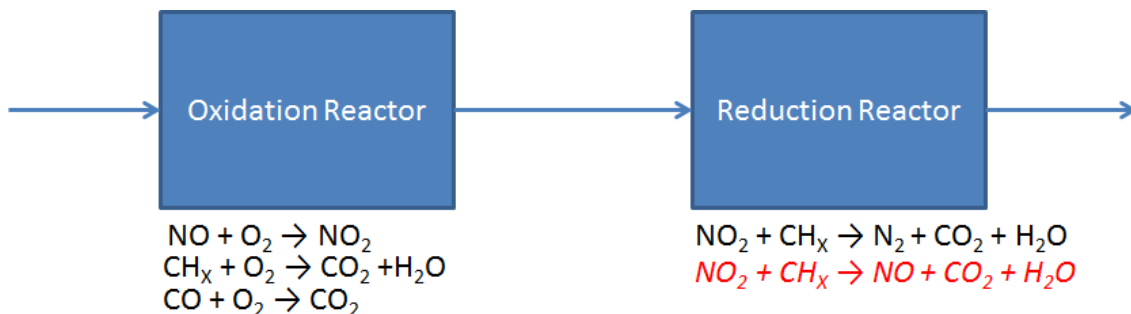 Oxidation Reactor
Reduction Reactor
NO + O₂ → NO₂
CHₓ + O₂ → CO₂ +H₂O
CO + O₂ → CO₂
NO₂ + CHₓ → N₂ + CO₂ + H₂O
NO₂ + CHₓ → NO + CO₂ + H₂O